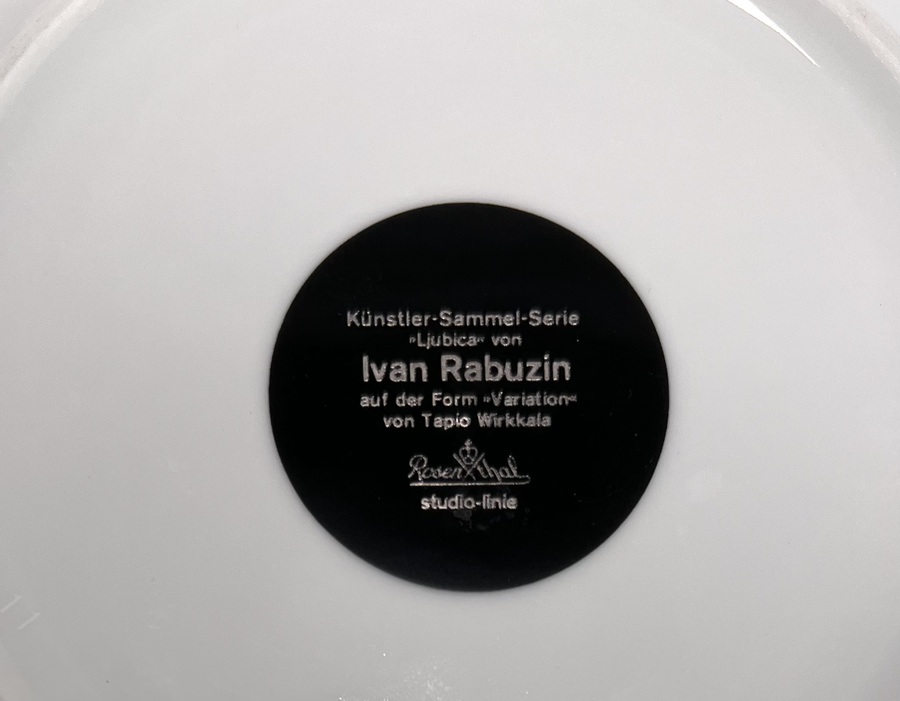 Künstler-Sammel-Serie
»Ljubica« von
Ivan Rabuzin
auf der Form »Variation«
von Tapio Wirkkala
Rosenthal
studio-linie